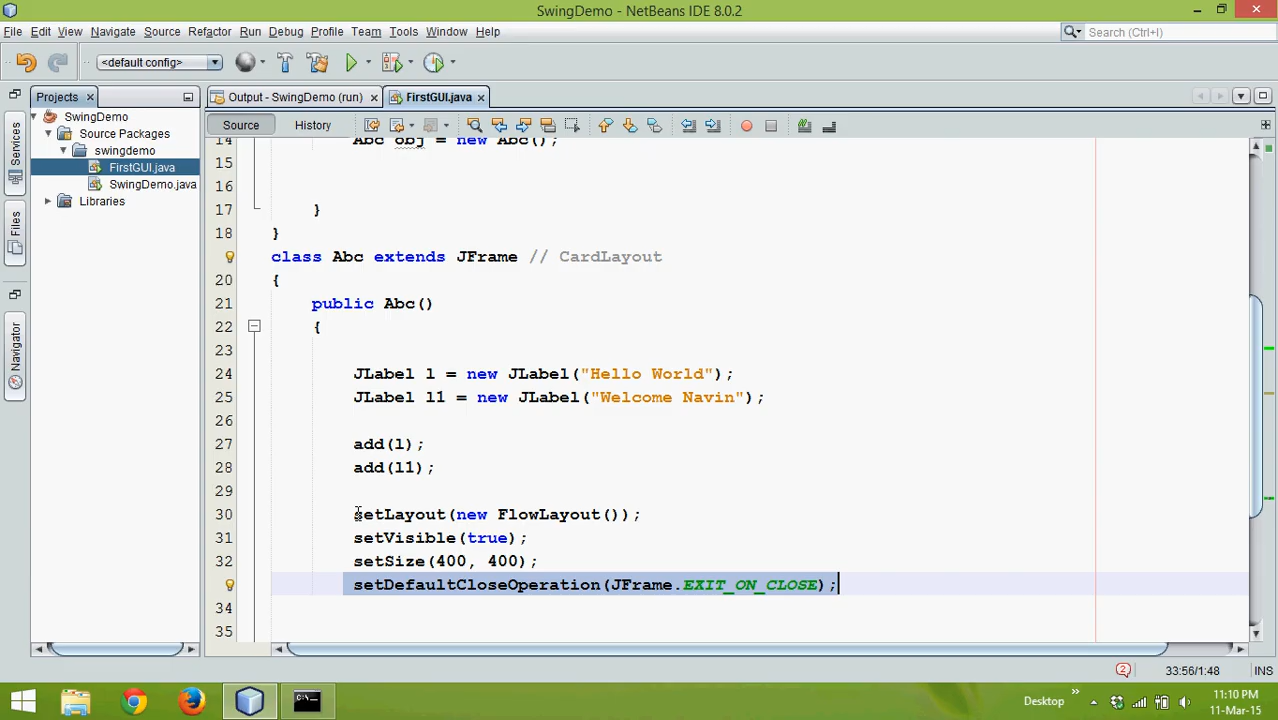 SwingDemo - NetBeans IDE 8.0.2
File Edit View Navigate Source Refactor Run Debug Profile Team Tools Window Help
Search (Ctrl+I)
<default config>
Projects
Output - SwingDemo (run)
FirstGUI.java
SwingDemo
Source Packages
swingdemo
FirstGUI.java
SwingDemo.java
Libraries
Services
Files
Navigator
Source
History
14 Abc obj = new Abc();
15
16
17 }
18 }
class Abc extends JFrame // CardLayout
20 {
21 public Abc()
22 {
23
24 JLabel l = new JLabel("Hello World");
25 JLabel l1 = new JLabel("Welcome Navin");
26
27 add(l);
28 add(l1);
29
30 setLayout(new FlowLayout());
31 setVisible(true);
32 setSize(400, 400);
setDefaultCloseOperation(JFrame.EXIT_ON_CLOSE);
34
35
2
33:56/1:48
INS
C:\.
Desktop
11:10 PM
11-Mar-15